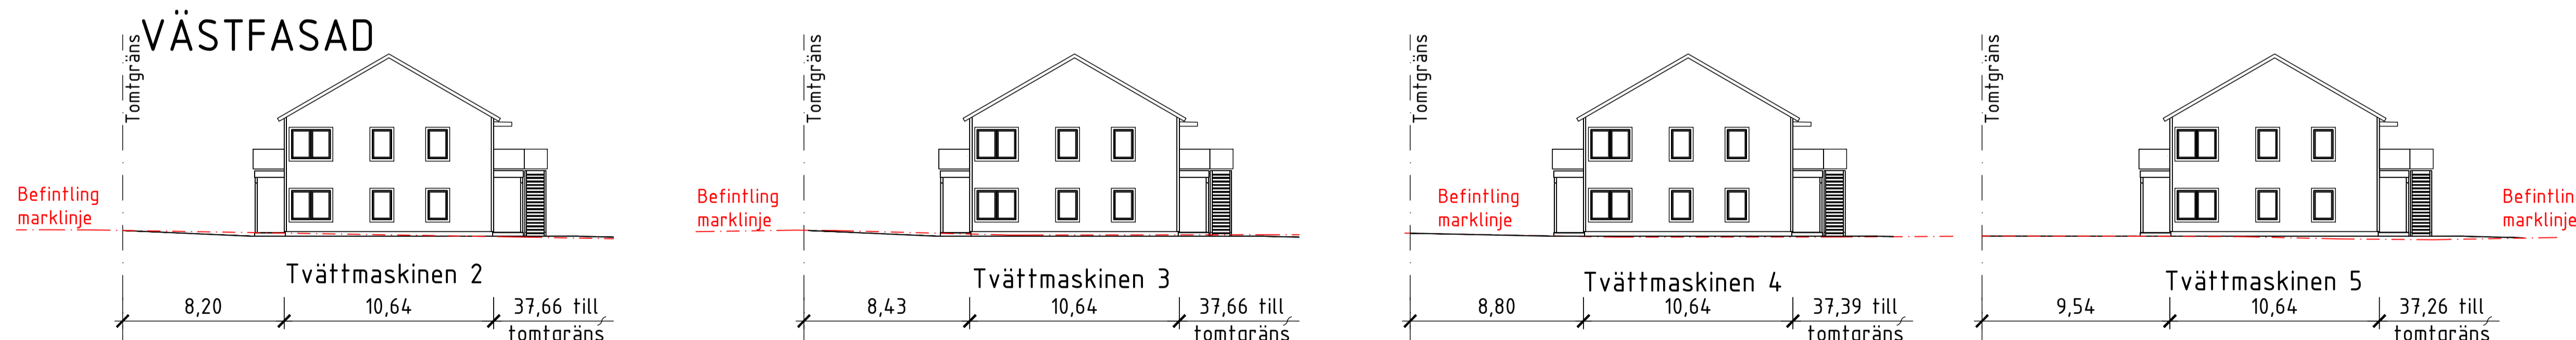 VÄSTFASAD
Tomtgräns
Befintling
marklinje
Tvättmaskinen 2
8,20 10,64 37,66 till
tomtgräns
Tomtgräns
Befintling
marklinje
Tvättmaskinen 3
8,43 10,64 37,66 till
tomtgräns
Tomtgräns
Befintling
marklinje
Tvättmaskinen 4
8,80 10,64 37,39 till
tomtgräns
Tomtgräns
Befintlin
marklinje
Tvättmaskinen 5
9,54 10,64 37,26 till
tomtgräns